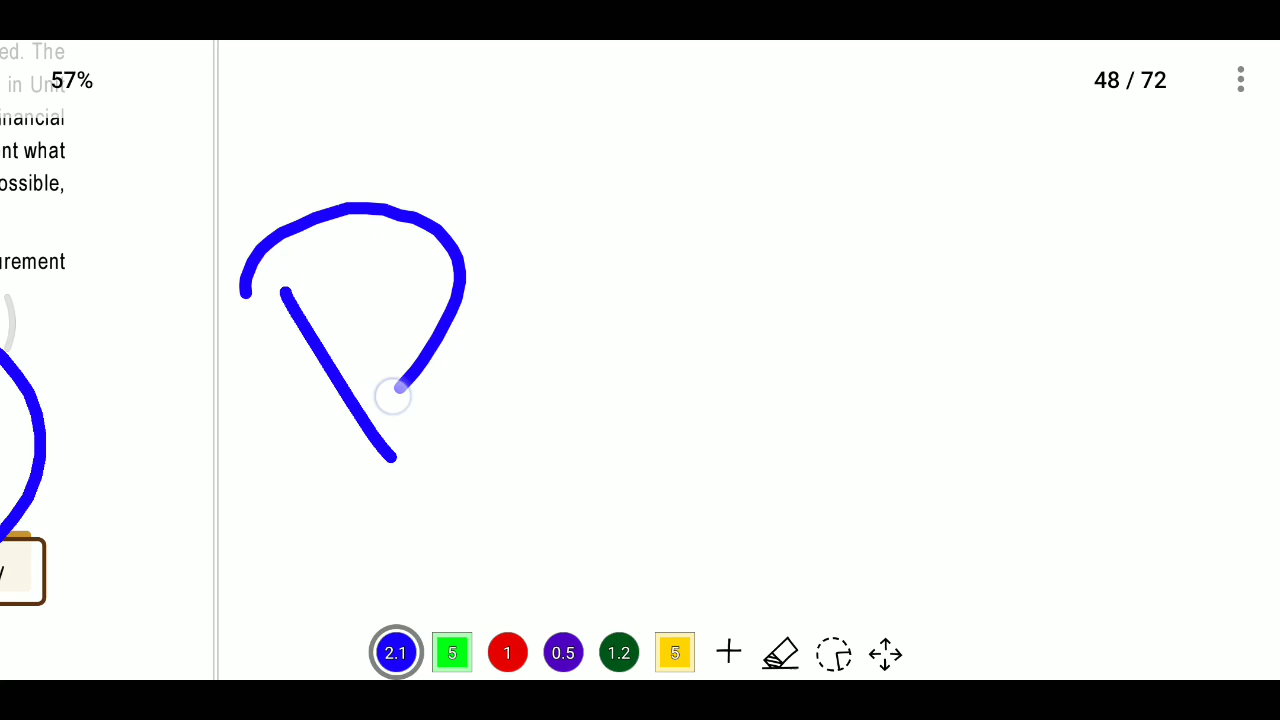 ed. The
in Unit
57%
48 / 72
inancial
nt what
ossible,
urement
y
2.1 5 1 0.5 1.2 5